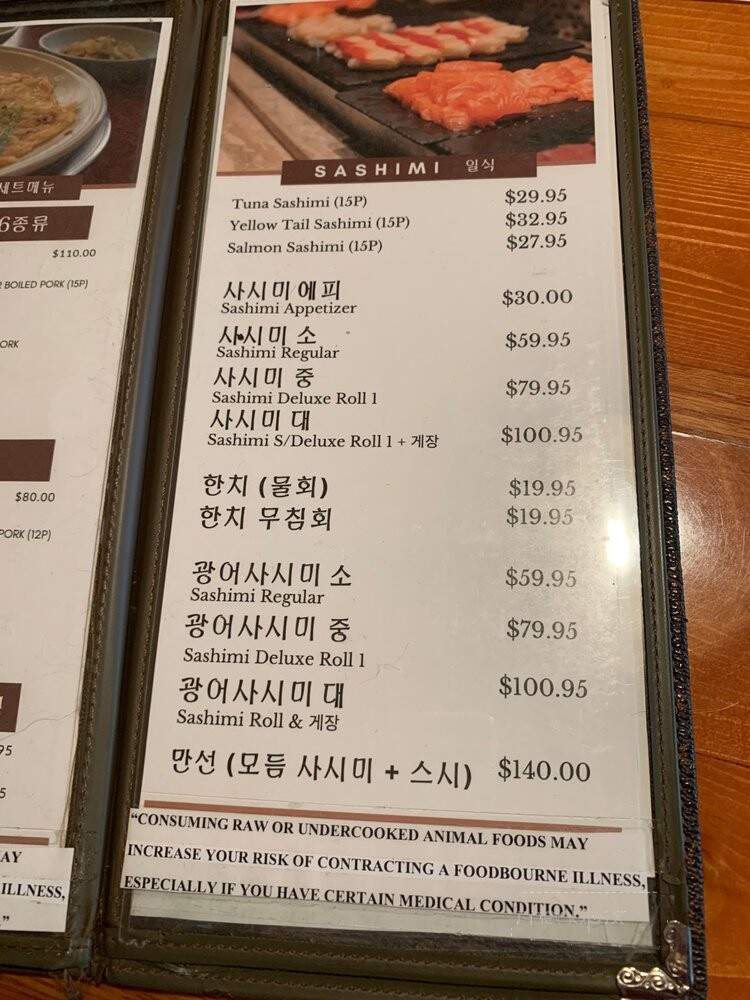 세트메뉴
6종류
$110.00
BOILED PORK (15P)
ORK
$80.00
PORK (12P)
95
5
AY
ILLNESS,
."
SASHIMI 일식
Tuna Sashimi (15P) $29.95
Yellow Tail Sashimi (15P) $32.95
Salmon Sashimi (15P) $27.95
사시미에피 $30.00
Sashimi Appetizer
사시미 소 $59.95
Sashimi Regular
사시미 중 $79.95
Sashimi Deluxe Roll 1
사시미 대 $100.95
Sashimi S/Deluxe Roll 1 + 게장
한치 (물회) $19.95
한치 무침회 $19.95
광어사시미 소 $59.95
Sashimi Regular
광어사시미 중 $79.95
Sashimi Deluxe Roll 1
광어사시미 대 $100.95
Sashimi Roll & 게장
만선 (모듬 사시미 + 스시) $140.00
"CONSUMING RAW OR UNDERCOOKED ANIMAL FOODS MAY
INCREASE YOUR RISK OF CONTRACTING A FOODBOURNE ILLNESS,
ESPECIALLY IF YOU HAVE CERTAIN MEDICAL CONDITION."